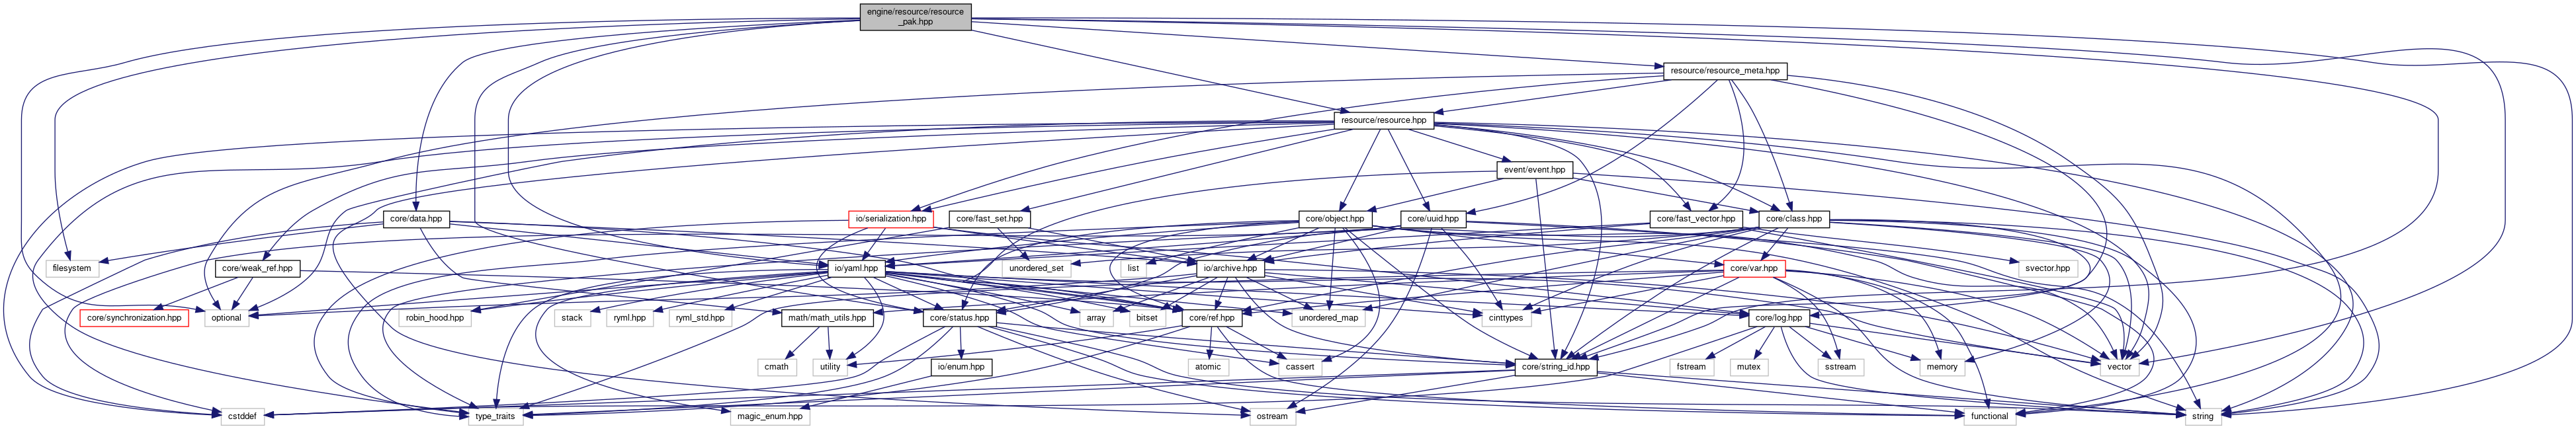 engine/resource/resource
_pak.hpp
resource/resource_meta.hpp
resource/resource.hpp
event/event.hpp
core/data.hpp
io/serialization.hpp
core/fast_set.hpp
core/object.hpp
core/uuid.hpp
core/fast_vector.hpp
core/class.hpp
filesystem
core/weak_ref.hpp
io/yaml.hpp
unordered_set
list
io/archive.hpp
core/var.hpp
svector.hpp
core/synchronization.hpp
optional
robin_hood.hpp
stack
ryml.hpp
ryml_std.hpp
math/math_utils.hpp
core/status.hpp
array
bitset
core/ref.hpp
unordered_map
cinttypes
core/log.hpp
cmath
utility
io/enum.hpp
atomic
cassert
core/string_id.hpp
fstream
mutex
sstream
memory
vector
cstddef
type_traits
magic_enum.hpp
ostream
functional
string